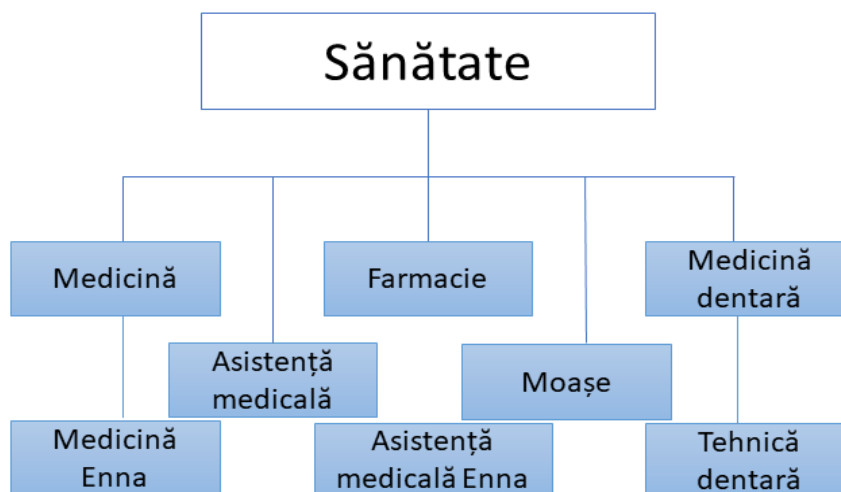 Sănătate
Medicină
Farmacie
Medicină
dentară
Asistență
medicală
Moașe
Medicină
Enna
Asistență
medicală Enna
Tehnică
dentară